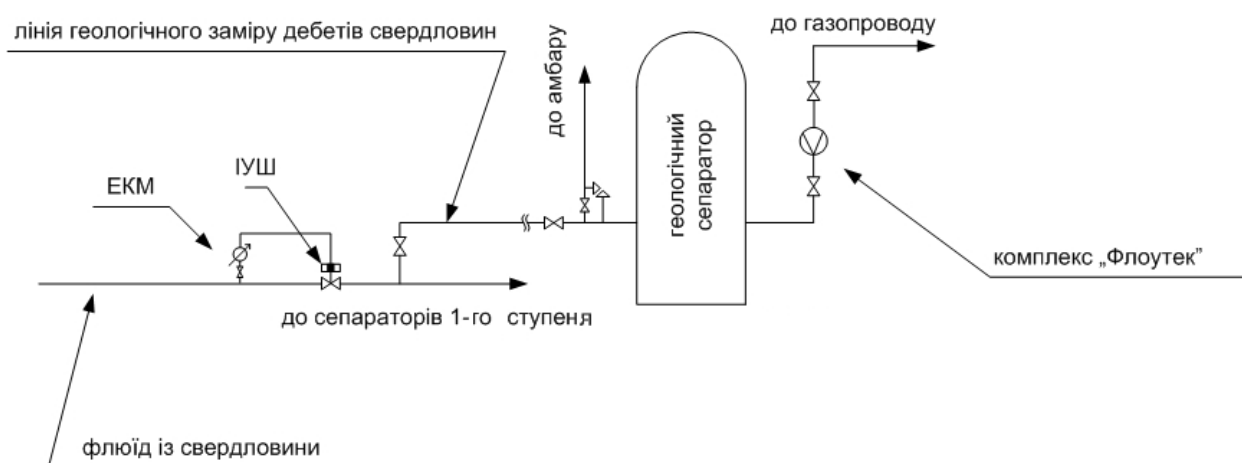 лінія геологічного заміру дебетів свердловин
до газопроводу
до амбару
геологічний
сепаратор
ІУШ
ЕКМ
комплекс „Флоутек”
до сепараторів 1-го ступеня
флюїд із свердловини